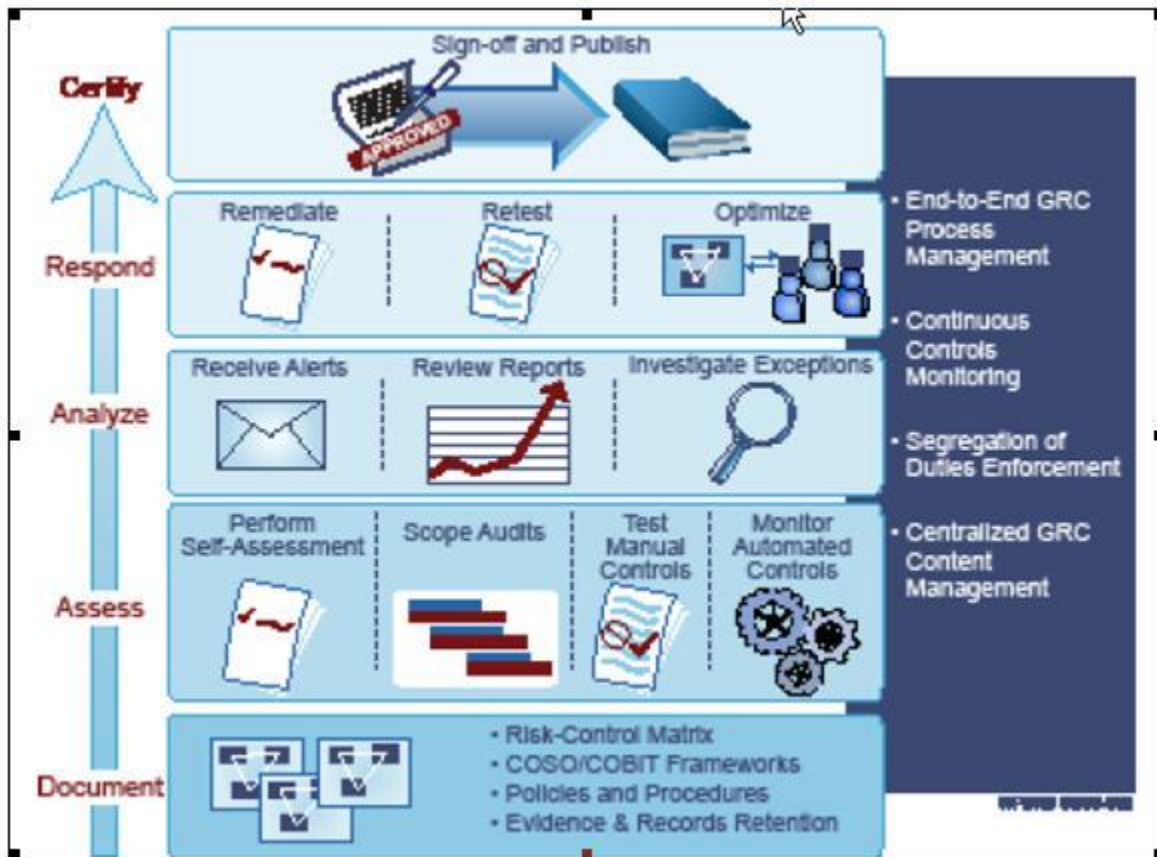 Certify
Sign-off and Publish
APPROVED
Respond
Remediate
Retest
Optimize
Analyze
Receive Alerts
Review Reports
Investigate Exceptions
Assess
Perform
Self-Assessment
Scope Audits
Test
Manual
Controls
Monitor
Automated
Controls
Document
• Risk-Control Matrix
• COSO/COBIT Frameworks
• Policies and Procedures
• Evidence & Records Retention
• End-to-End GRC
Process
Management
• Continuous
Controls
Monitoring
• Segregation of
Duties Enforcement
• Centralized GRC
Content
Management